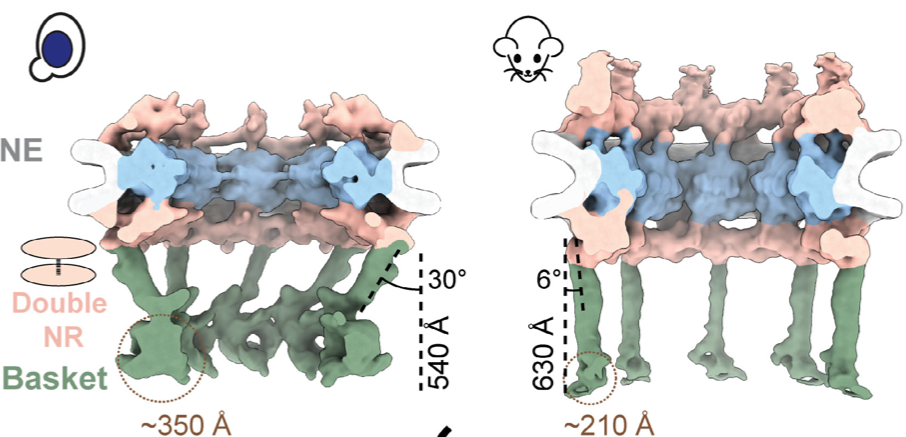 NE
Double
NR
Basket
30°
540 Å
~350 Å
6°
630 Å
~210 Å